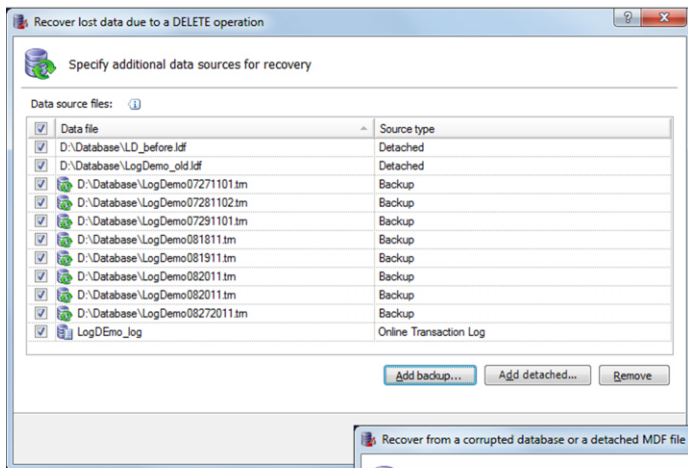 Recover lost data due to a DELETE operation
Specify additional data sources for recovery
Data source files:
Data file Source type
D:\Database\LD_before.ldf Detached
D:\Database\LogDemo_old.ldf Detached
D:\Database\LogDemo07271101.trn Backup
D:\Database\LogDemo07281102.trn Backup
D:\Database\LogDemo07291101.trn Backup
D:\Database\LogDemo081811.trn Backup
D:\Database\LogDemo081911.trn Backup
D:\Database\LogDemo082011.trn Backup
D:\Database\LogDemo082011.trn Backup
D:\Database\LogDemo08272011.trn Backup
LogDEmo_log Online Transaction Log
Add backup... Add detached... Remove
Recover from a corrupted database or a detached MDF file